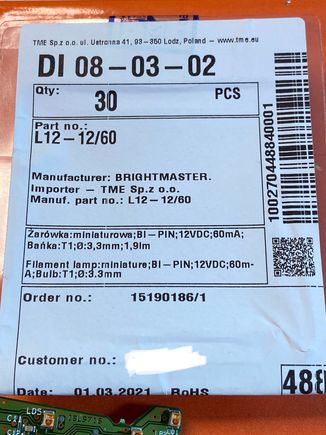 TME Sp.z o.o. ul. Ustronna 41, 93-350 Lodz, Poland - www.tme.eu
DI 08-03-02
Qty: 30 PCS
Part no.:
L12-12/60
Manufacturer: BRIGHTMASTER.
Importer - TME Sp.z o.o.
Manuf. part no.: L12-12/60
10027044884 0001
Żarówka:miniaturowa;BI-PIN;12VDC;60mA;
Bańka:T1;Ø:3,3mm;1,9lm
Filament lamp:miniature;BI-PIN;12VDC;60m-
A;Bulb:T1;Ø:3.3mm
Order no.: 15190186/1
Customer no.:
488
Date: 01.03.2021 RoHS
LD5